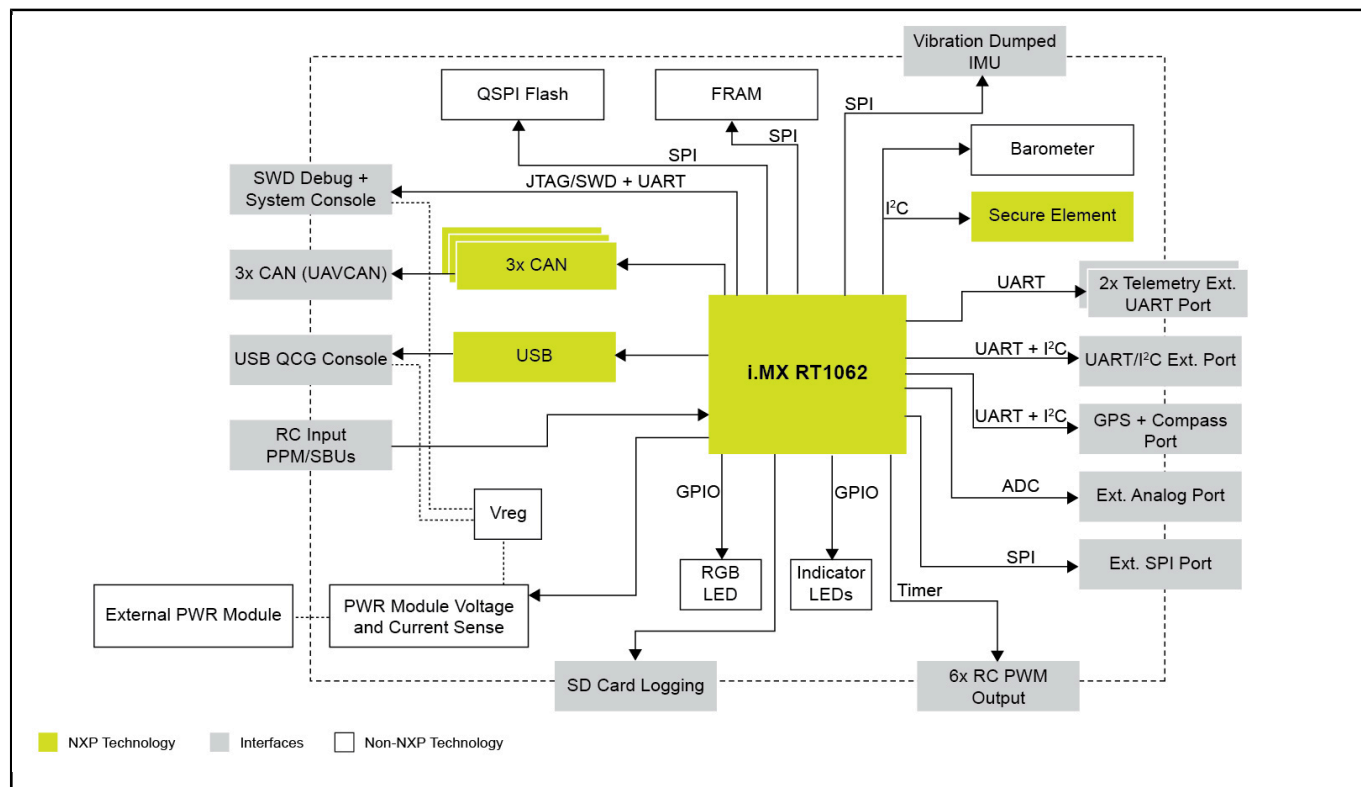 Vibration Dumped
IMU
QSPI Flash
FRAM
SPI
SPI
SPI
Barometer
SWD Debug +
System Console
JTAG/SWD + UART
I²C
Secure Element
3x CAN (UAVCAN)
3x CAN
UART
2x Telemetry Ext.
UART Port
USB QCG Console
USB
i.MX RT1062
UART + I²C
UART/I²C Ext. Port
RC Input
PPM/SBUs
UART + I²C
GPS + Compass
Port
GPIO
GPIO
ADC
Ext. Analog Port
Vreg
SPI
Ext. SPI Port
RGB
LED
Indicator
LEDs
Timer
External PWR Module
PWR Module Voltage
and Current Sense
SD Card Logging
6x RC PWM
Output
NXP Technology
Interfaces
Non-NXP Technology